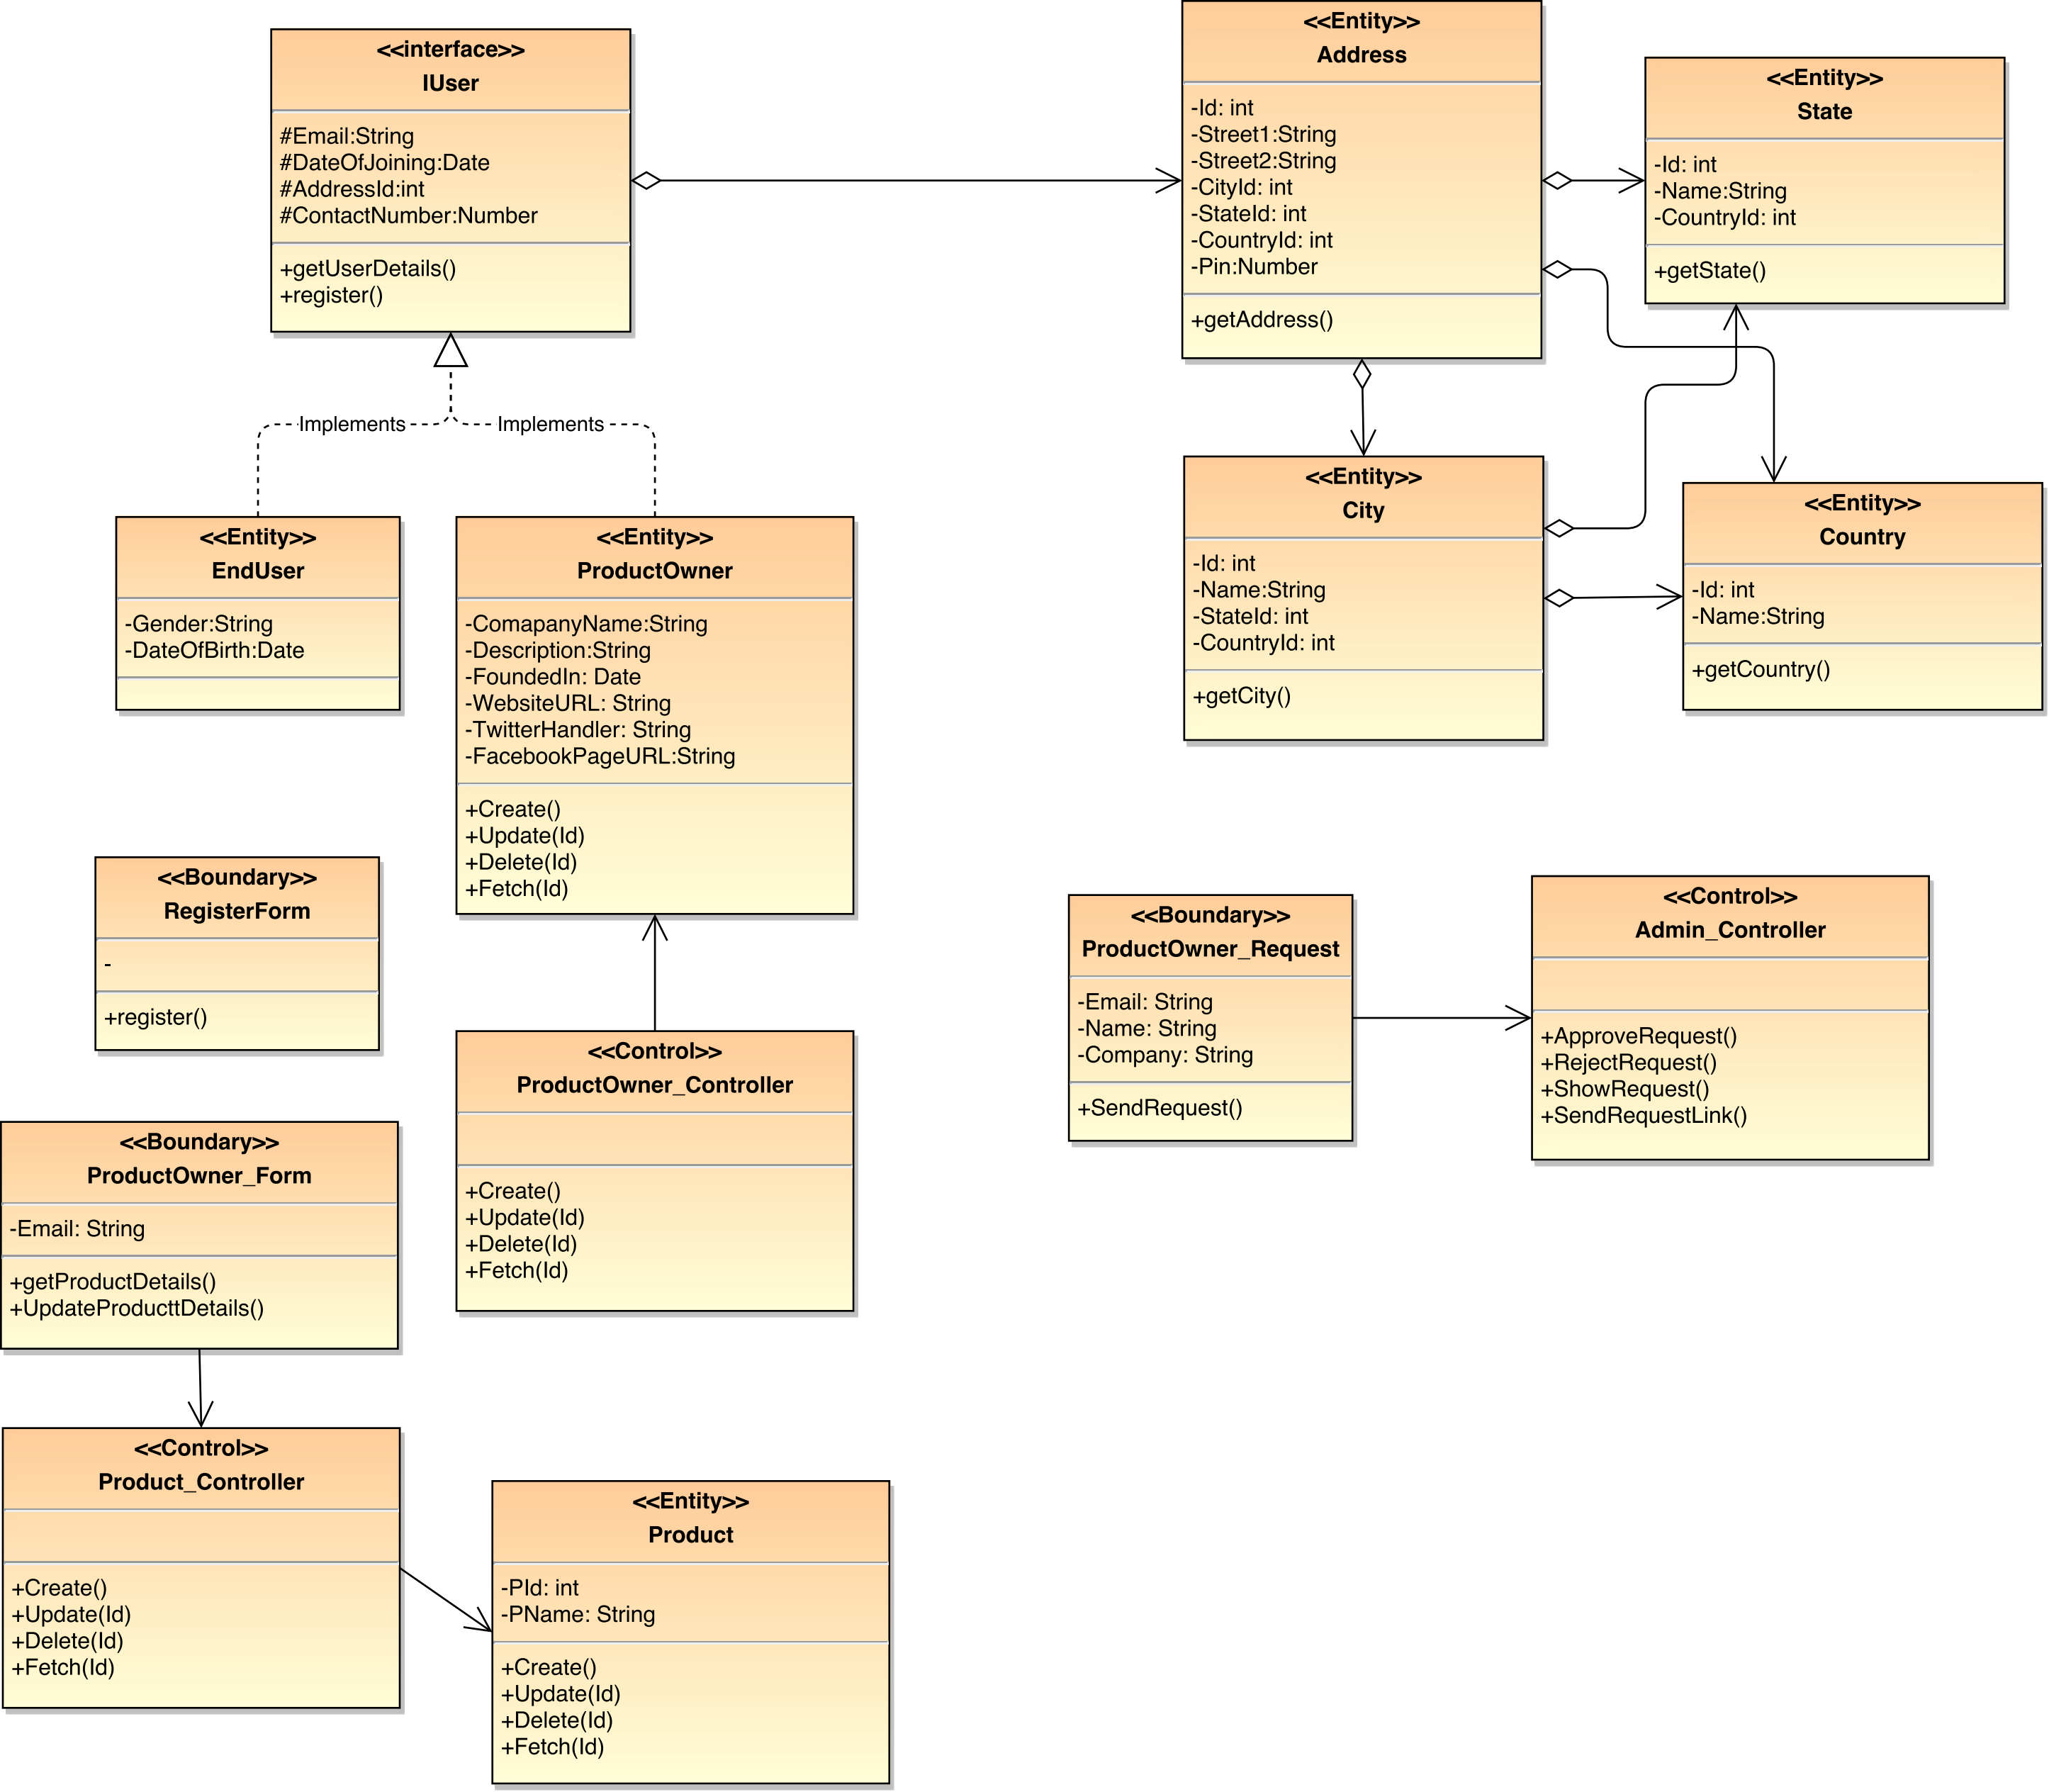 <<interface>>
IUser
#Email:String
#DateOfJoining:Date
#AddressId:int
#ContactNumber:Number
+getUserDetails()
+register()
<<Entity>>
Address
-Id: int
-Street1:String
-Street2:String
-CityId: int
-StateId: int
-CountryId: int
-Pin:Number
+getAddress()
<<Entity>>
State
-Id: int
-Name:String
-CountryId: int
+getState()
Implements
Implements
<<Entity>>
EndUser
-Gender:String
-DateOfBirth:Date
<<Entity>>
ProductOwner
-ComapanyName:String
-Description:String
-FoundedIn: Date
-WebsiteURL: String
-TwitterHandler: String
-FacebookPageURL:String
+Create()
+Update(Id)
+Delete(Id)
+Fetch(Id)
<<Entity>>
City
-Id: int
-Name:String
-StateId: int
-CountryId: int
+getCity()
<<Entity>>
Country
-Id: int
-Name:String
+getCountry()
<<Boundary>>
RegisterForm
-
+register()
<<Control>>
ProductOwner_Controller
+Create()
+Update(Id)
+Delete(Id)
+Fetch(Id)
<<Boundary>>
ProductOwner_Request
-Email: String
-Name: String
-Company: String
+SendRequest()
<<Control>>
Admin_Controller
+ApproveRequest()
+RejectRequest()
+ShowRequest()
+SendRequestLink()
<<Boundary>>
ProductOwner_Form
-Email: String
+getProductDetails()
+UpdateProducttDetails()
<<Control>>
Product_Controller
+Create()
+Update(Id)
+Delete(Id)
+Fetch(Id)
<<Entity>>
Product
-PId: int
-PName: String
+Create()
+Update(Id)
+Delete(Id)
+Fetch(Id)